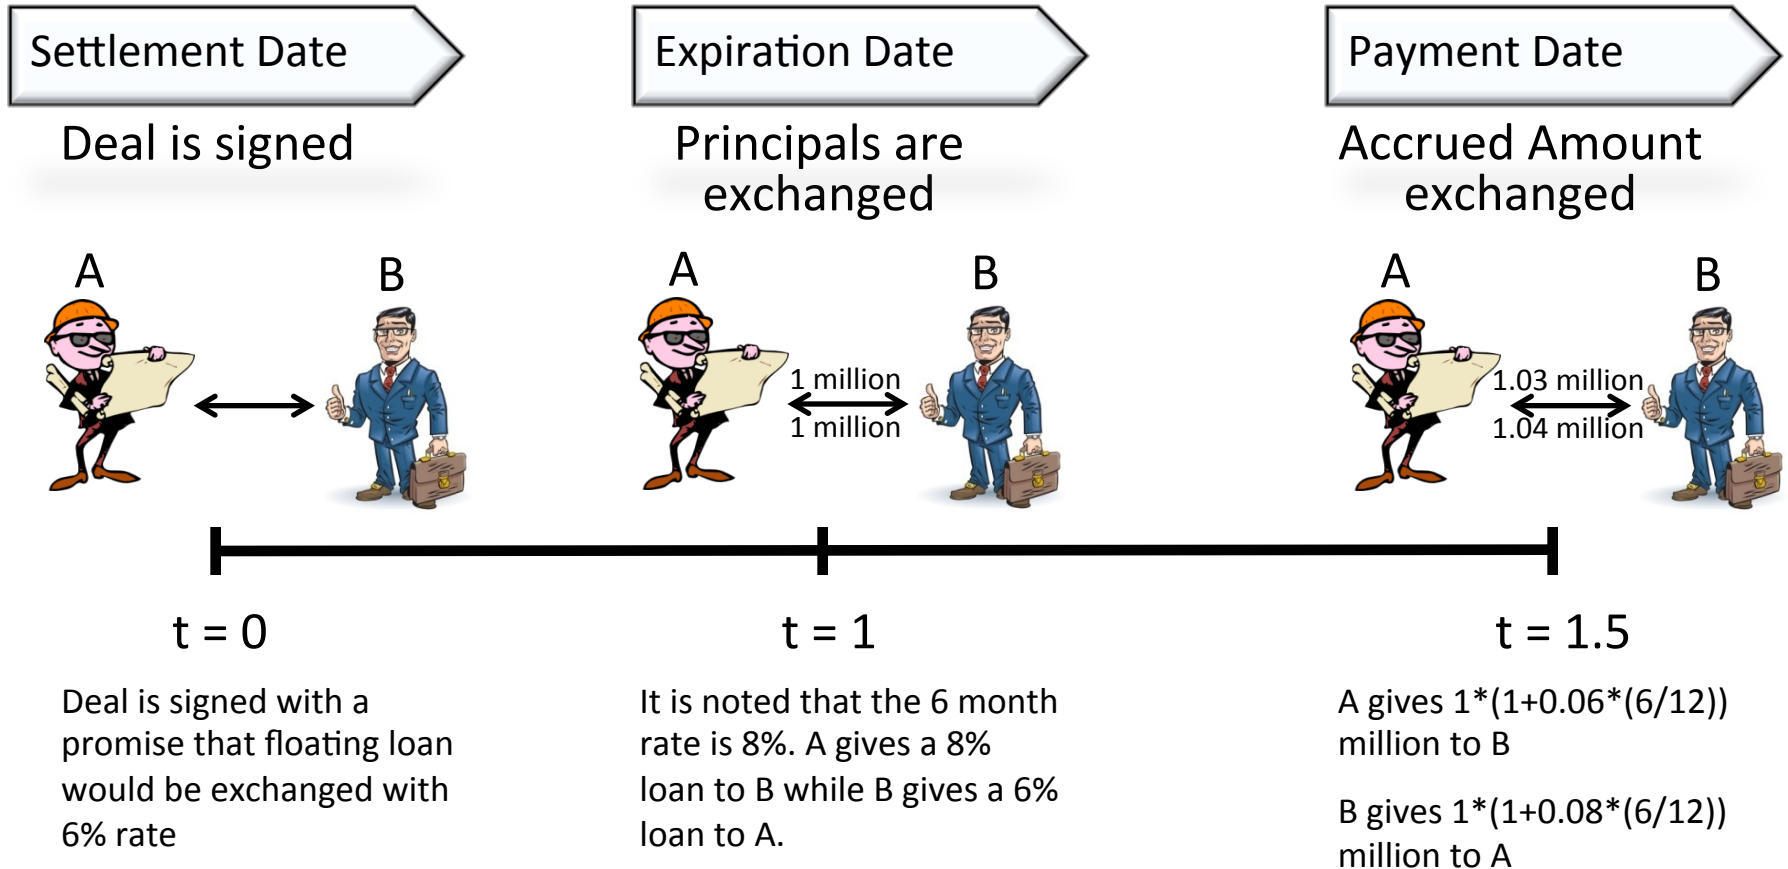 Settlement Date
Deal is signed
A
B
t = 0
Deal is signed with a
promise that floating loan
would be exchanged with
6% rate
Expiration Date
Principals are
exchanged
A
B
1 million
1 million
t = 1
It is noted that the 6 month
rate is 8%. A gives a 8%
loan to B while B gives a 6%
loan to A.
Payment Date
Accrued Amount
exchanged
A
B
1.03 million
1.04 million
t = 1.5
A gives 1*(1+0.06*(6/12))
million to B
B gives 1*(1+0.08*(6/12))
million to A